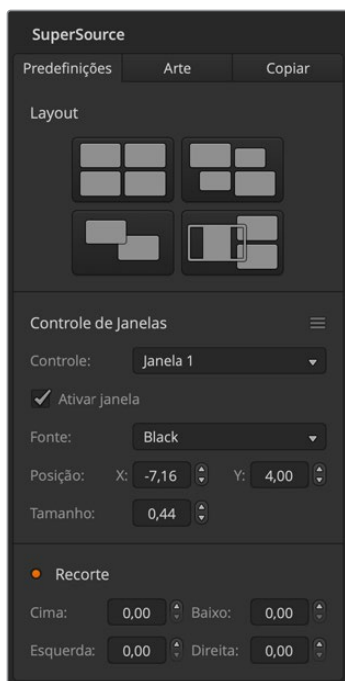 SuperSource
Predefinições Arte Copiar
Layout
Controle de Janelas
Controle: Janela 1
Ativar janela
Fonte: Black
Posição: X: -7,16 Y: 4,00
Tamanho: 0,44
Recorte
Cima: 0,00 Baixo: 0,00
Esquerda: 0,00 Direita: 0,00